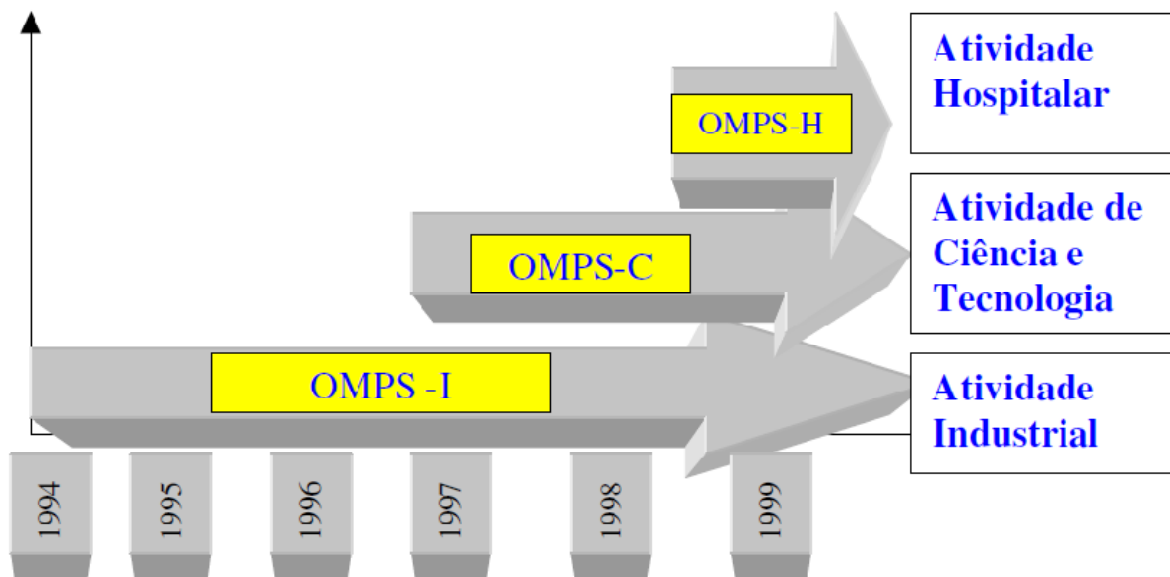 Atividade
Hospitalar
OMPS-H
Atividade de
Ciência e
Tecnologia
OMPS-C
Atividade
Industrial
OMPS -I
1994
1995
1996
1997
1998
1999